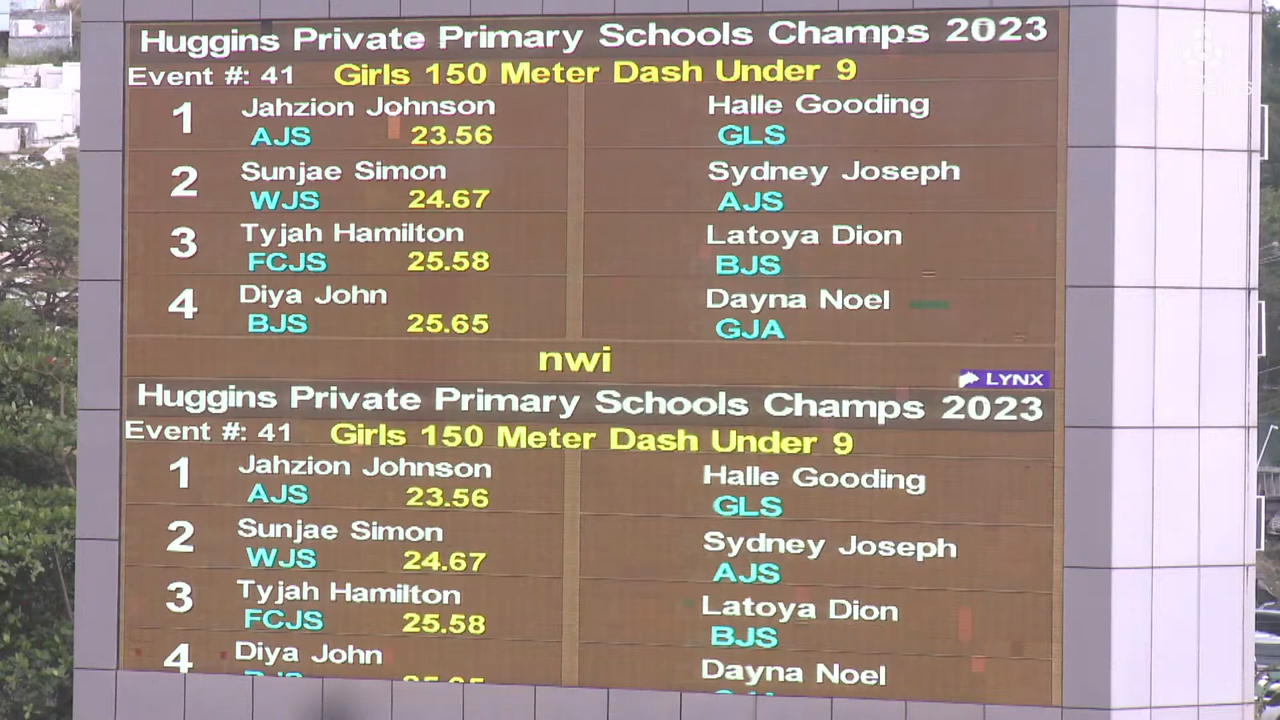 Huggins Private Primary Schools Champs 2023
Event #: 41 Girls 150 Meter Dash Under 9
1 Jahzion Johnson Halle Gooding
AJS 23.56 GLS
2 Sunjae Simon Sydney Joseph
WJS 24.67 AJS
3 Tyjah Hamilton Latoya Dion
FCJS 25.58 BJS
4 Diya John Dayna Noel
BJS 25.65 GJA
nwi
LYNX
Huggins Private Primary Schools Champs 2023
Event #: 41 Girls 150 Meter Dash Under 9
1 Jahzion Johnson Halle Gooding
AJS 23.56 GLS
2 Sunjae Simon Sydney Joseph
WJS 24.67 AJS
3 Tyjah Hamilton Latoya Dion
FCJS 25.58 BJS
4 Diya John Dayna Noel